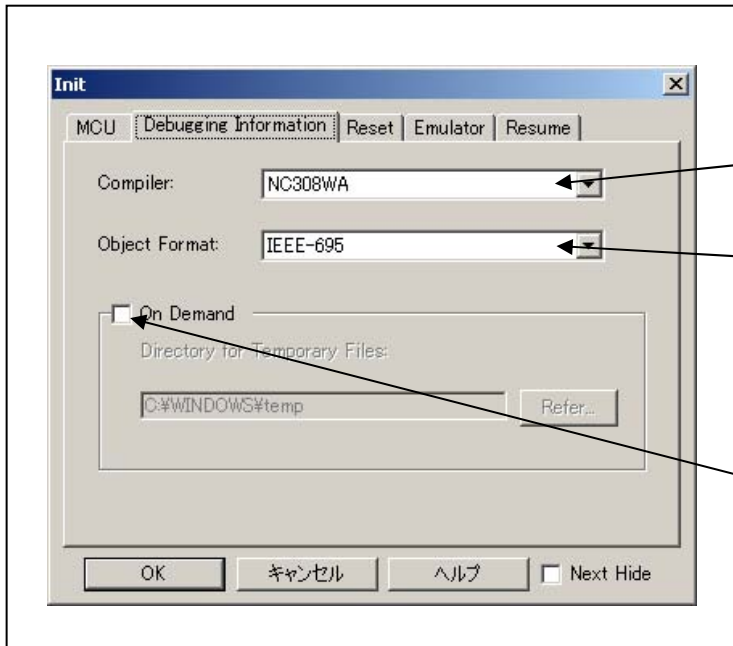 Init
MCU Debugging Information Reset Emulator Resume
Compiler: NC308WA
Object Format: IEEE-695
On Demand
Directory for Temporary Files:
C:¥WINDOWS¥temp Refer...
OK キャンセル ヘルプ Next Hide